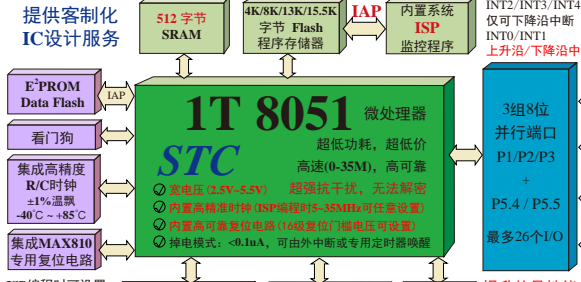 提供客制化
IC设计服务
512 字节
SRAM
4K/8K/13K/15.5K
字节 Flash
程序存储器
IAP
内置系统
ISP
监控程序
INT2/INT3/INT4
仅可下降沿中断
INT0/INT1
上升沿/下降沿中
E²PROM
Data Flash
IAP
看门狗
集成高精度
R/C时钟
±1%温飘
-40℃ ~ +85℃
集成MAX810
专用复位电路
1T 8051 微处理器
STC
超低功耗，超低价
高速(0-35M)，高可靠
超强抗干扰，无法解密
宽电压(2.5V~5.5V)
内置高精准时钟(ISP编程时5~35MHz可任意设置)
内置高可靠复位电路(16级复位门槛电压可设置)
掉电模式：<0.1uA，可由外中断或专用定时器唤醒
3组8位
并行端口
P1/P2/P3
+
P5.4 / P5.5
最多26个I/O